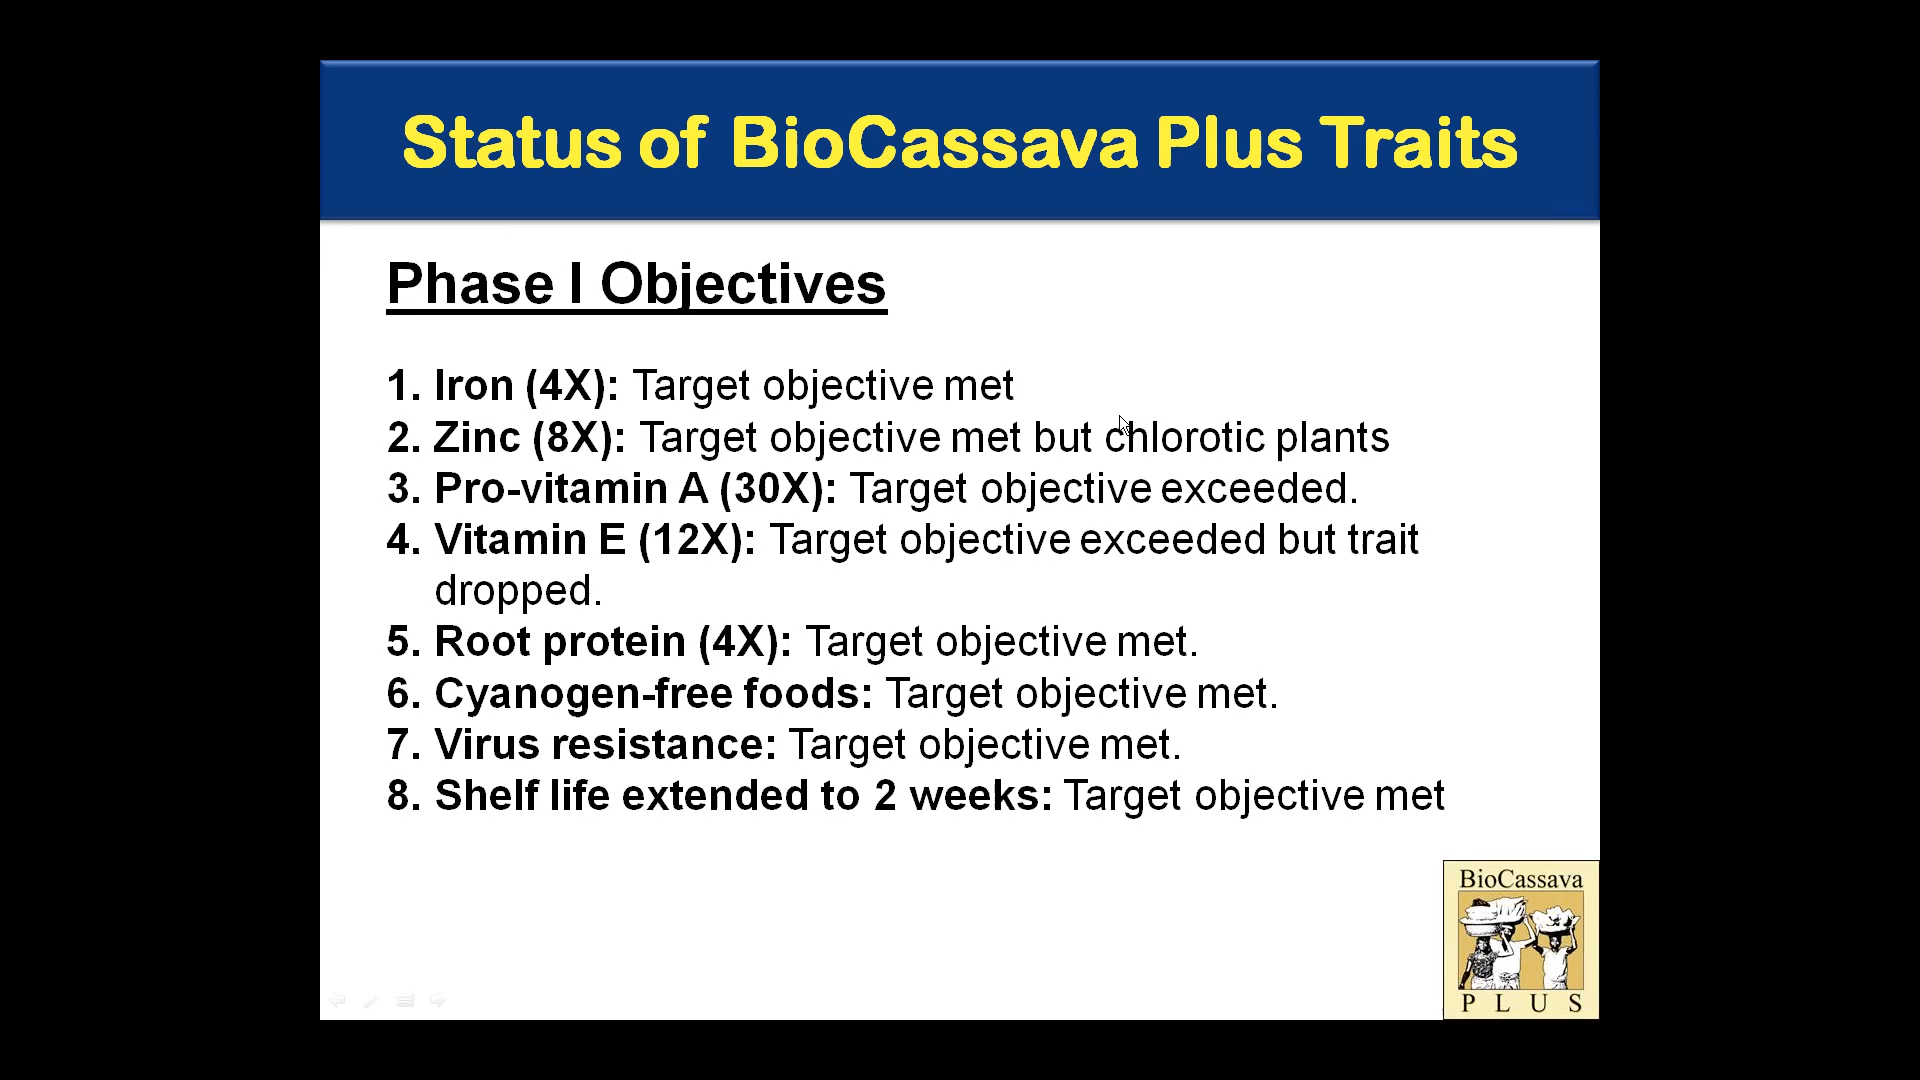 Status of BioCassava Plus Traits
Phase I Objectives
1. Iron (4X): Target objective met
2. Zinc (8X): Target objective met but chlorotic plants
3. Pro-vitamin A (30X): Target objective exceeded.
4. Vitamin E (12X): Target objective exceeded but trait
dropped.
5. Root protein (4X): Target objective met.
6. Cyanogen-free foods: Target objective met.
7. Virus resistance: Target objective met.
8. Shelf life extended to 2 weeks: Target objective met
BioCassava
PLUS